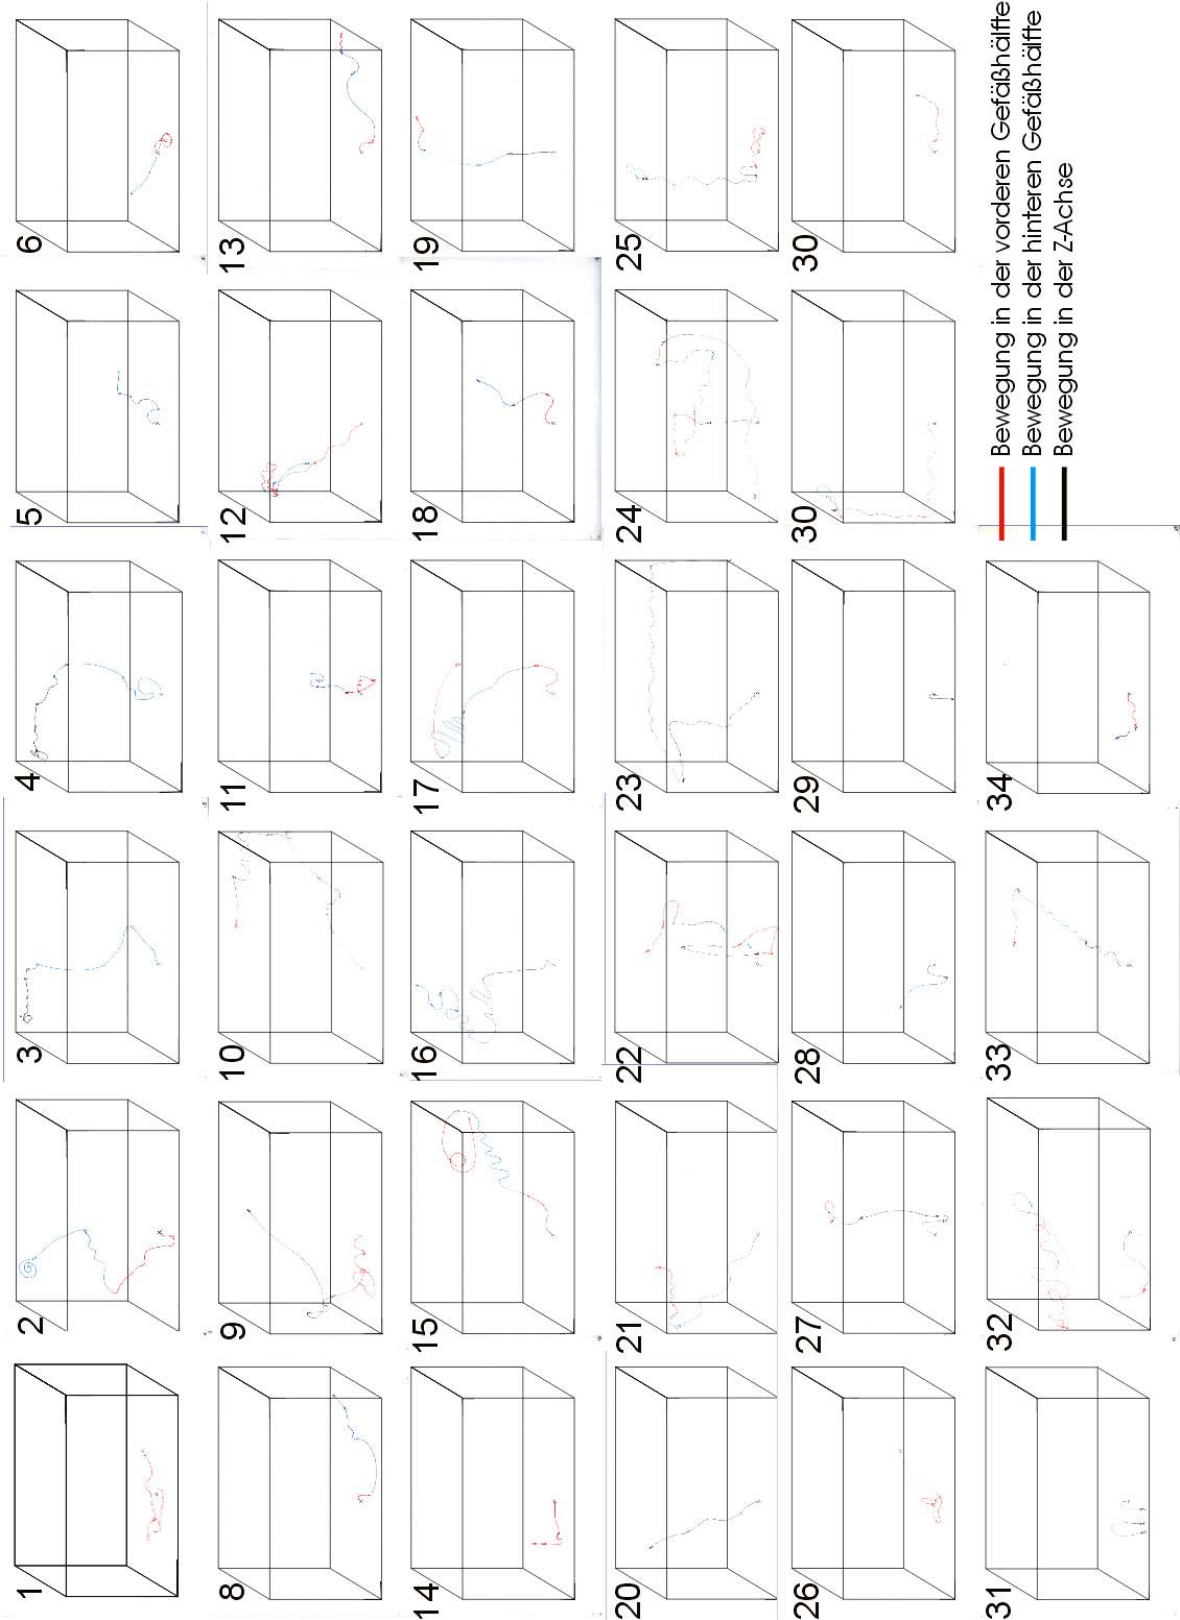 1 2 3 4 5 6
8 9 10 11 12 13
14 15 16 17 18 19
20 21 22 23 24 25
26 27 28 29 30 30
31 32 33 34
Bewegung in der vorderen Gefäßhälfte
Bewegung in der hinteren Gefäßhälfte
Bewegung in der Z-Achse